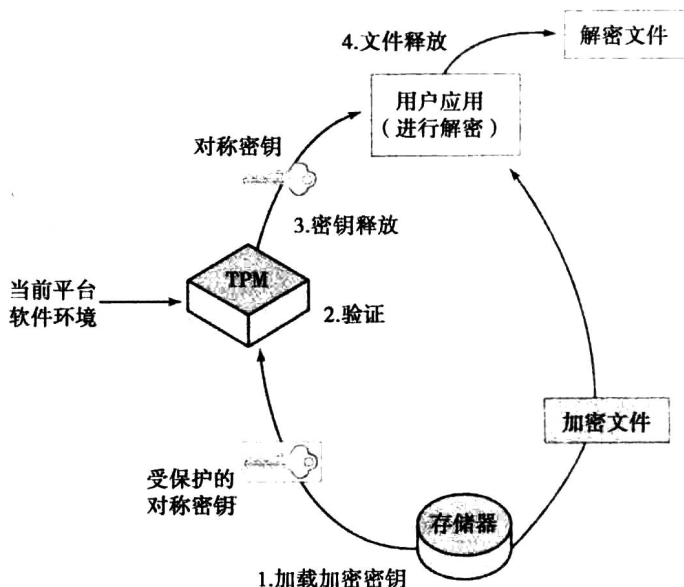 4.文件释放
解密文件
用户应用
（进行解密）
对称密钥
3.密钥释放
TPM
当前平台
软件环境
2.验证
加密文件
受保护的
对称密钥
存储器
1.加载加密密钥